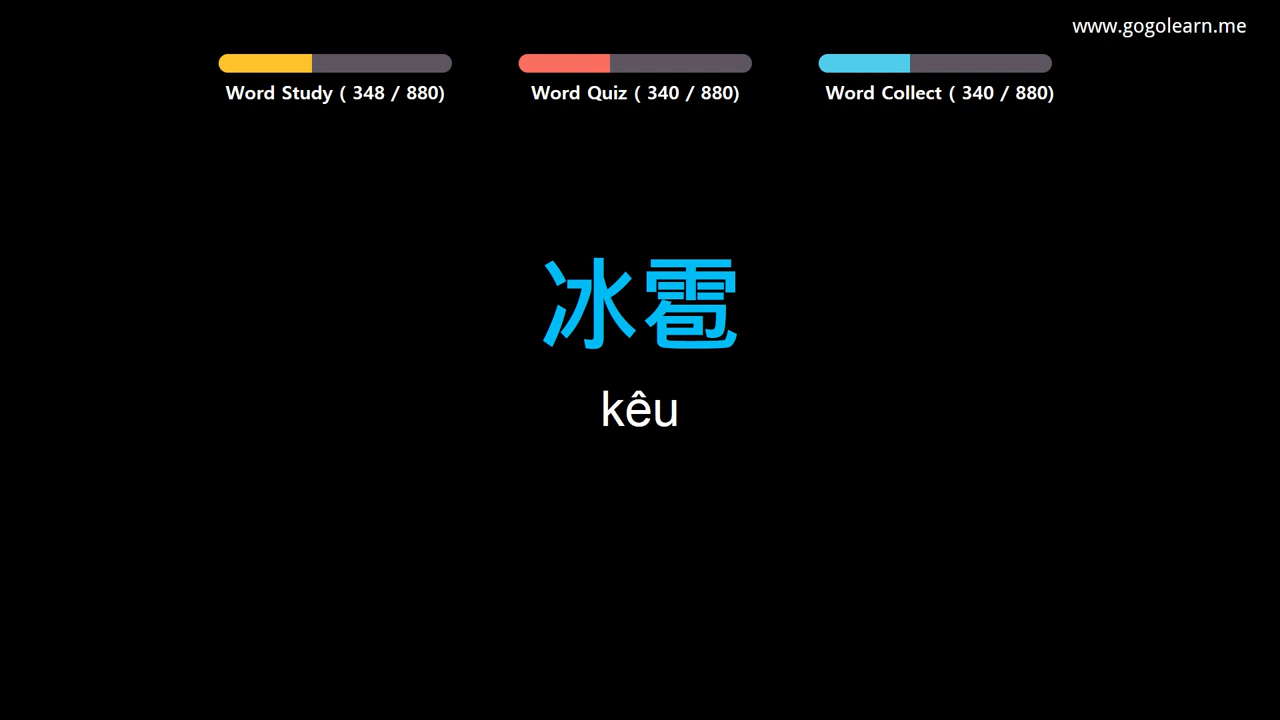 www.gogolearn.me
Word Study ( 348 / 880)
Word Quiz ( 340 / 880)
Word Collect ( 340 / 880)
冰雹
kêu